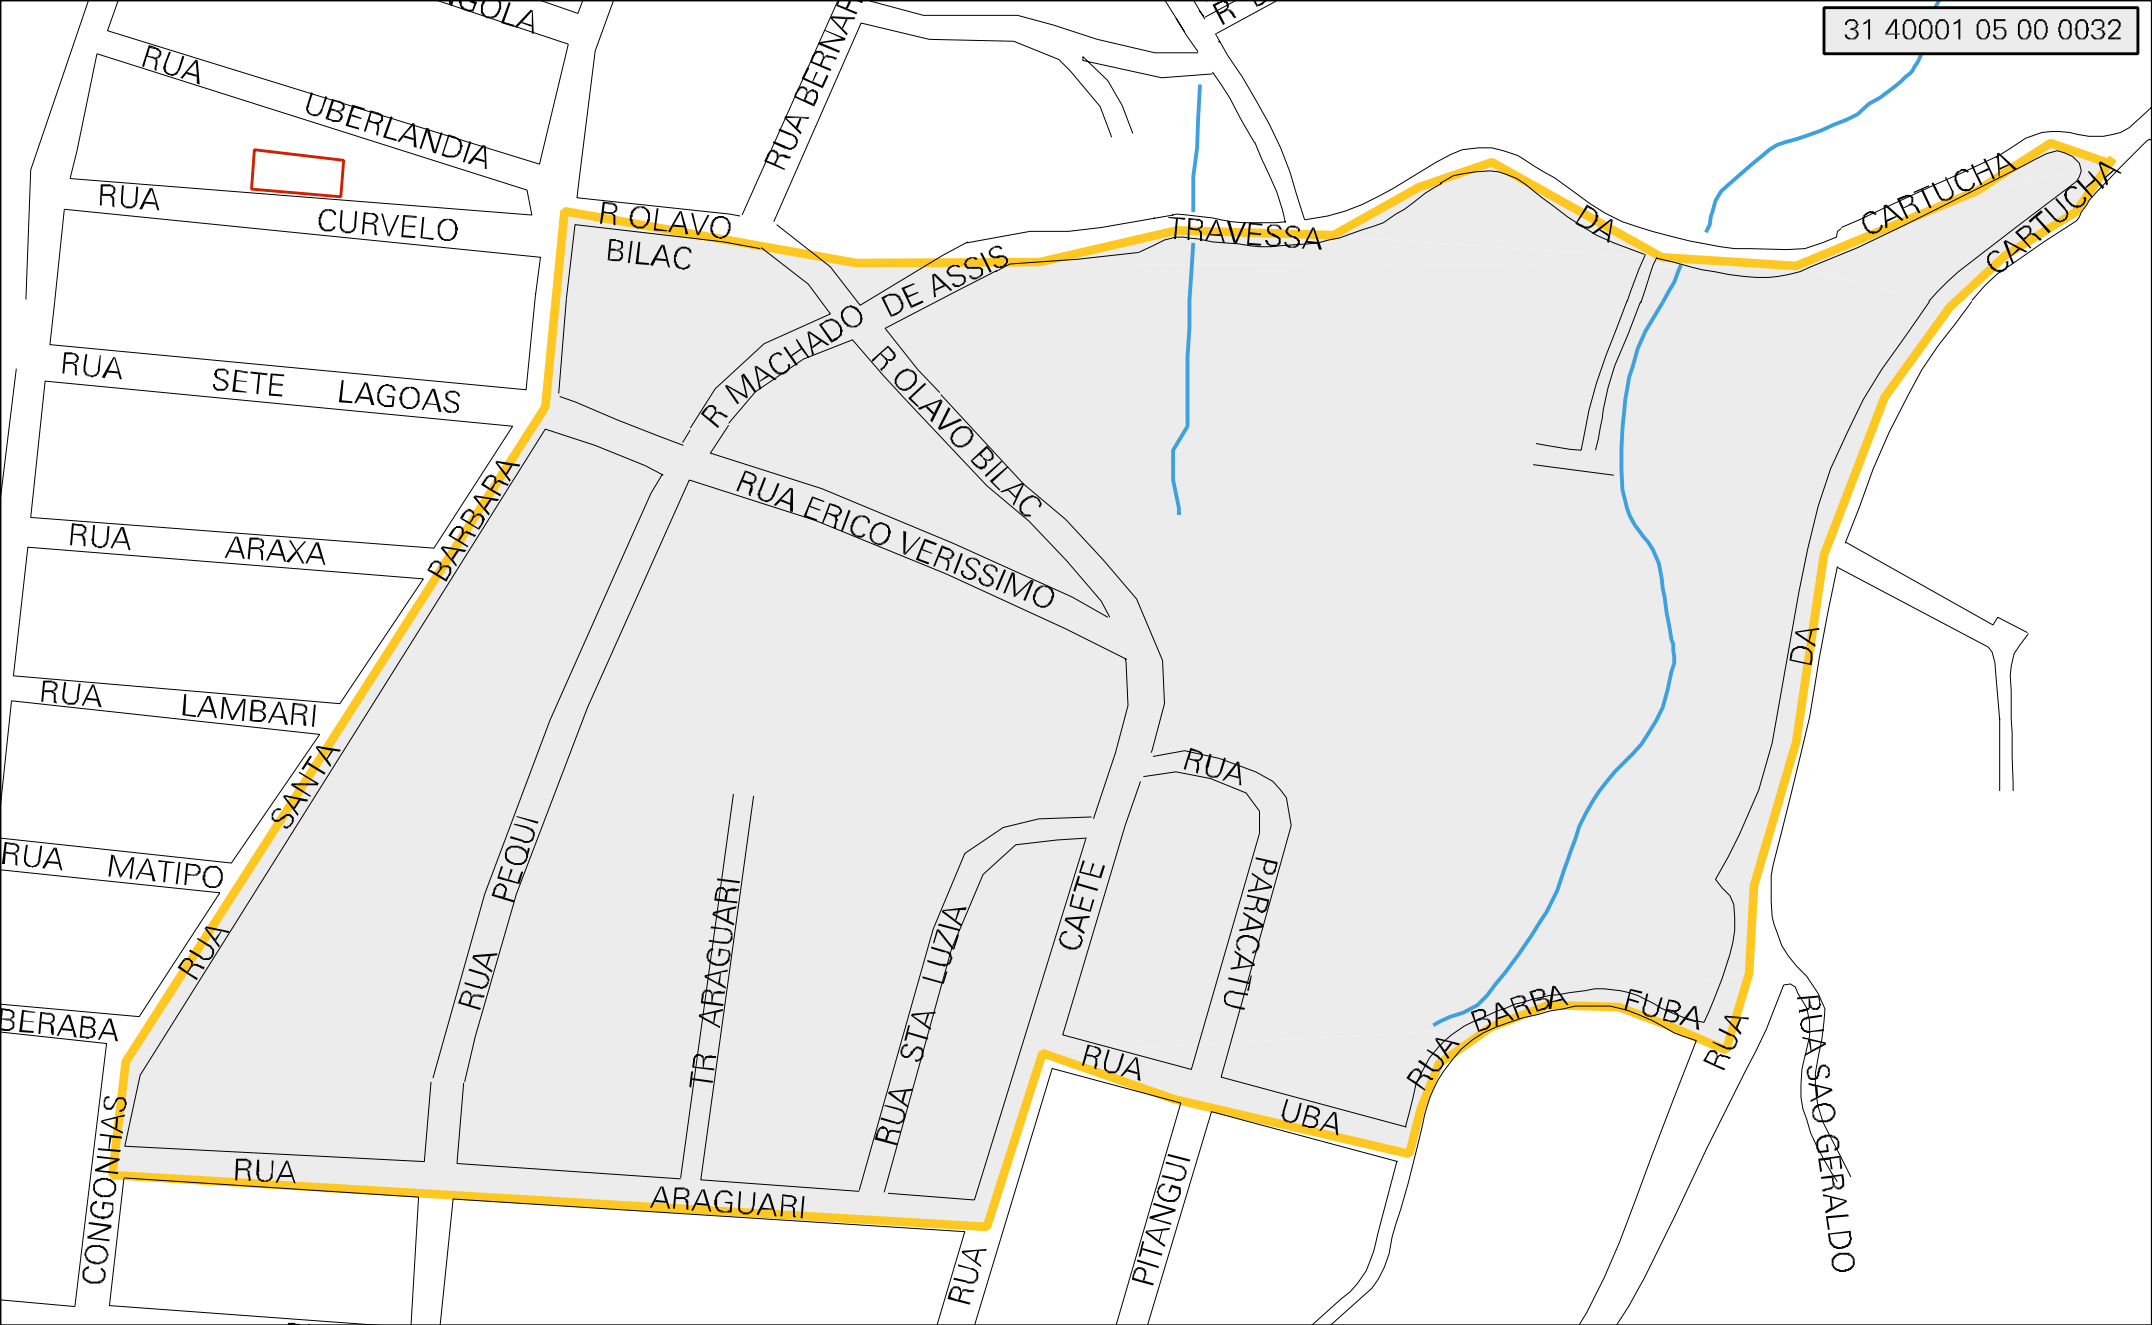 31 40001 05 00 0032
RUA BERNAR
RUA UBERLANDIA
RUA CURVELO
R OLAVO
BILAC
TRAVESSA DA CARTUCHA
R MACHADO DE ASSIS
RUA SETE LAGOAS
R OLAVO BILAC
RUA ERICO VERISSIMO
RUA ARAXA
RUA SANTA BARBARA
RUA LAMBARI
RUA MATIPO
BERABA
RUA PEQUI
TR ARAGUARI
RUA STA LUZIA
RUA CAETE
RUA PARACATU
RUA DA CARTUCHA
RUA BARBA FUBA
RUA SAO GERALDO
RUA UBA
PITANGUI
CONGONHAS
RUA ARAGUARI